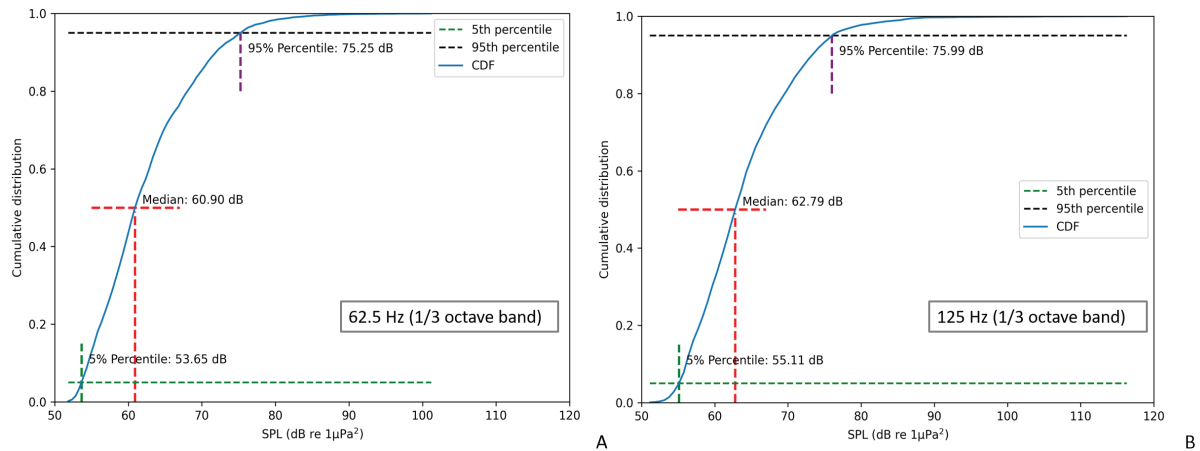 1.0
0.8
0.6
0.4
0.2
0.0
Cumulative distribution
50
60
70
80
90
100
110
120
SPL (dB re 1μPa²)
5th percentile
95th percentile
CDF
95% Percentile: 75.25 dB
Median: 60.90 dB
62.5 Hz (1/3 octave band)
5% Percentile: 53.65 dB
A
1.0
0.8
0.6
0.4
0.2
0.0
Cumulative distribution
50
60
70
80
90
100
110
120
SPL (dB re 1μPa²)
95% Percentile: 75.99 dB
5th percentile
95th percentile
CDF
Median: 62.79 dB
125 Hz (1/3 octave band)
5% Percentile: 55.11 dB
B